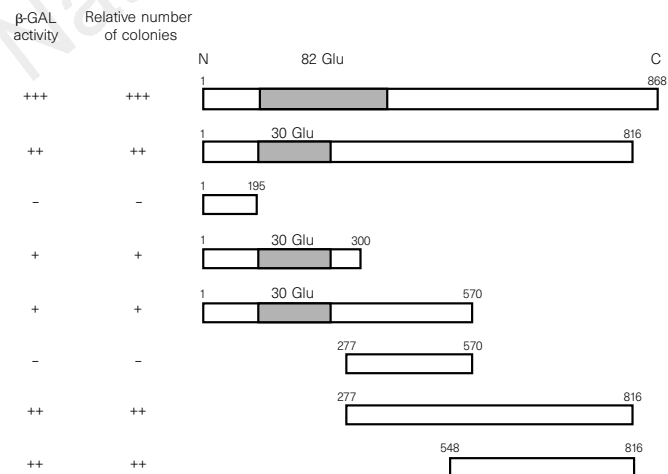 β-GAL Relative number
activity of colonies
N 82 Glu C
1 868
+++ +++
30 Glu
1 816
++ ++
1 195
– –
30 Glu
1 300
+ +
30 Glu
1 570
+ +
277 570
– –
277 816
++ ++
548 816
++ ++